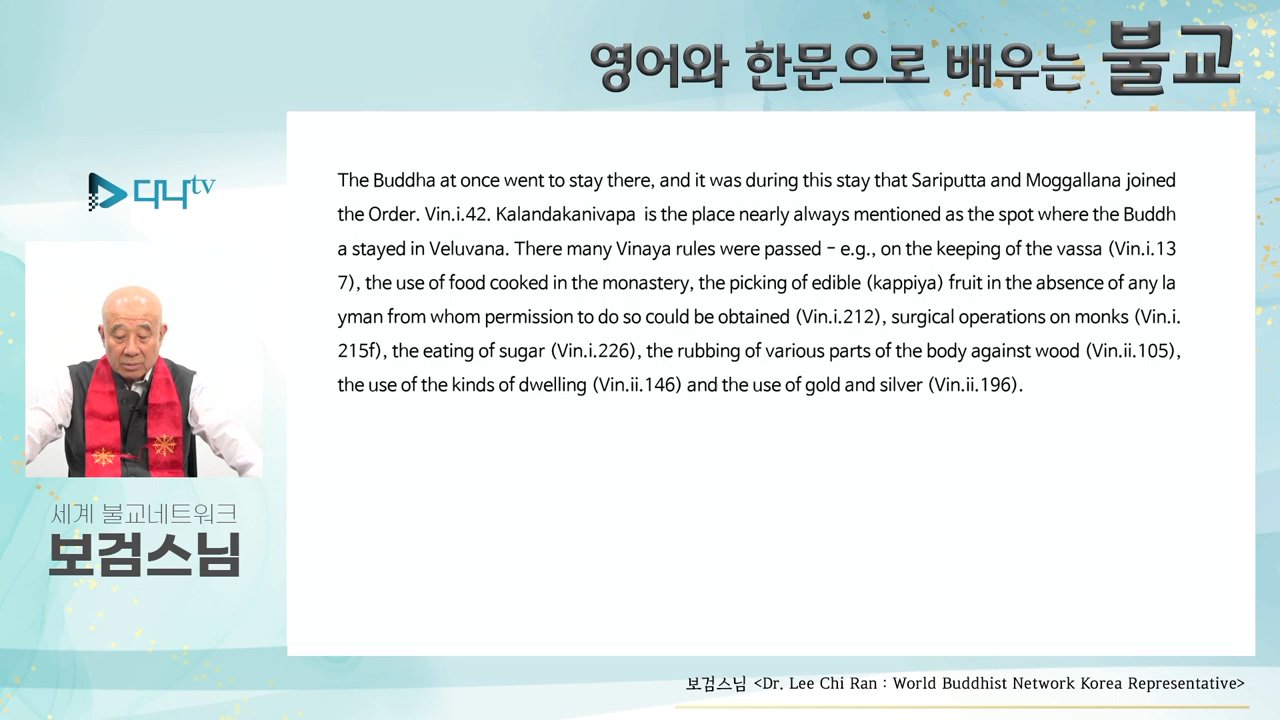 영어와 한문으로 배우는 불교
다나tv
The Buddha at once went to stay there, and it was during this stay that Sariputta and Moggallana joined
the Order. Vin.i.42. Kalandakanivapa is the place nearly always mentioned as the spot where the Buddh
a stayed in Veluvana. There many Vinaya rules were passed - e.g., on the keeping of the vassa (Vin.i.13
7), the use of food cooked in the monastery, the picking of edible (kappiya) fruit in the absence of any la
yman from whom permission to do so could be obtained (Vin.i.212), surgical operations on monks (Vin.i.
215f), the eating of sugar (Vin.i.226), the rubbing of various parts of the body against wood (Vin.ii.105),
the use of the kinds of dwelling (Vin.ii.146) and the use of gold and silver (Vin.ii.196).
세계 불교네트워크
보검스님
보검스님 <Dr. Lee Chi Ran : World Buddhist Network Korea Representative>